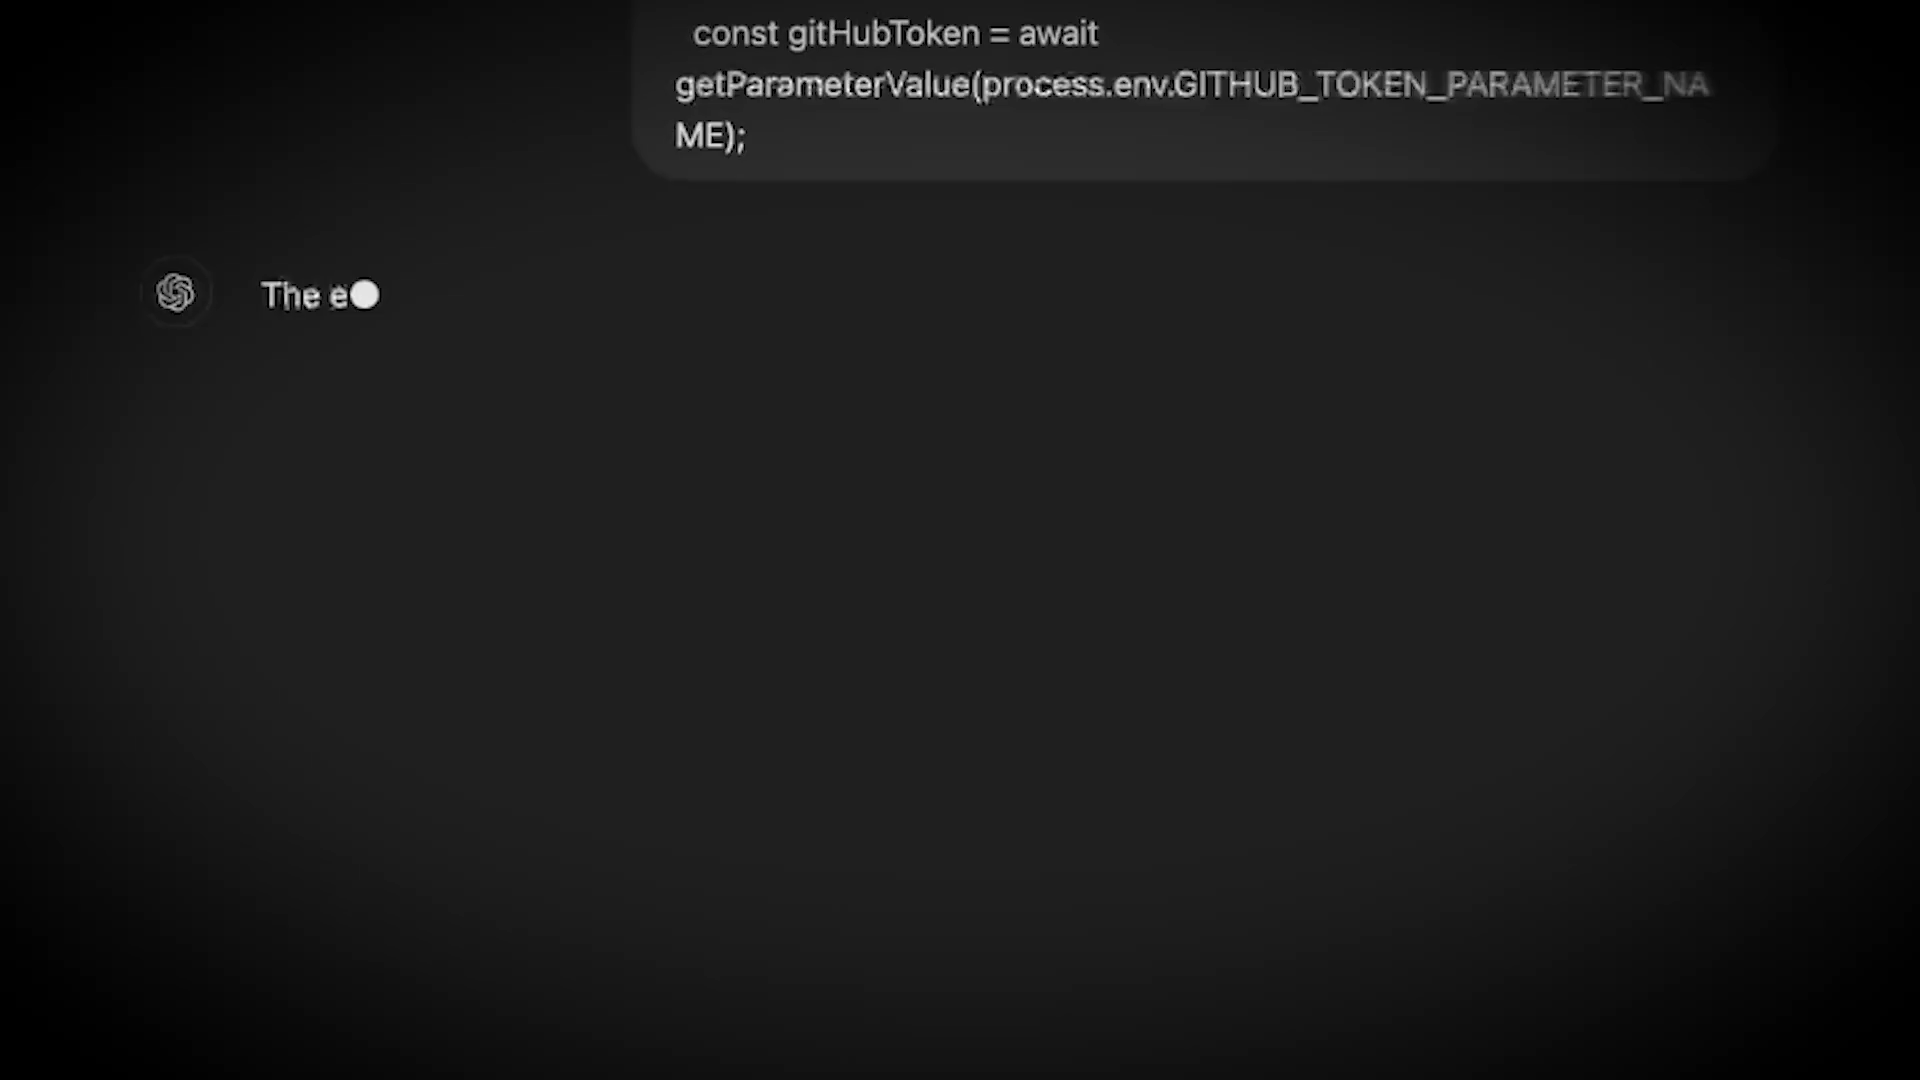 const gitHubToken = await
getParameterValue(process.env.GITHUB_TOKEN_PARAMETER_NA
ME);
The e